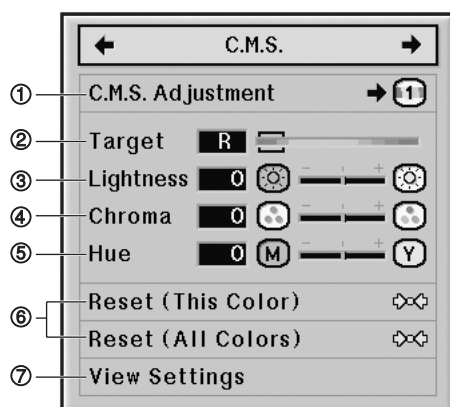 C.M.S.
① C.M.S. Adjustment 1
② Target R
③ Lightness 0 - +
④ Chroma 0 - +
⑤ Hue 0 M - + Y
⑥ Reset (This Color)
Reset (All Colors)
⑦ View Settings